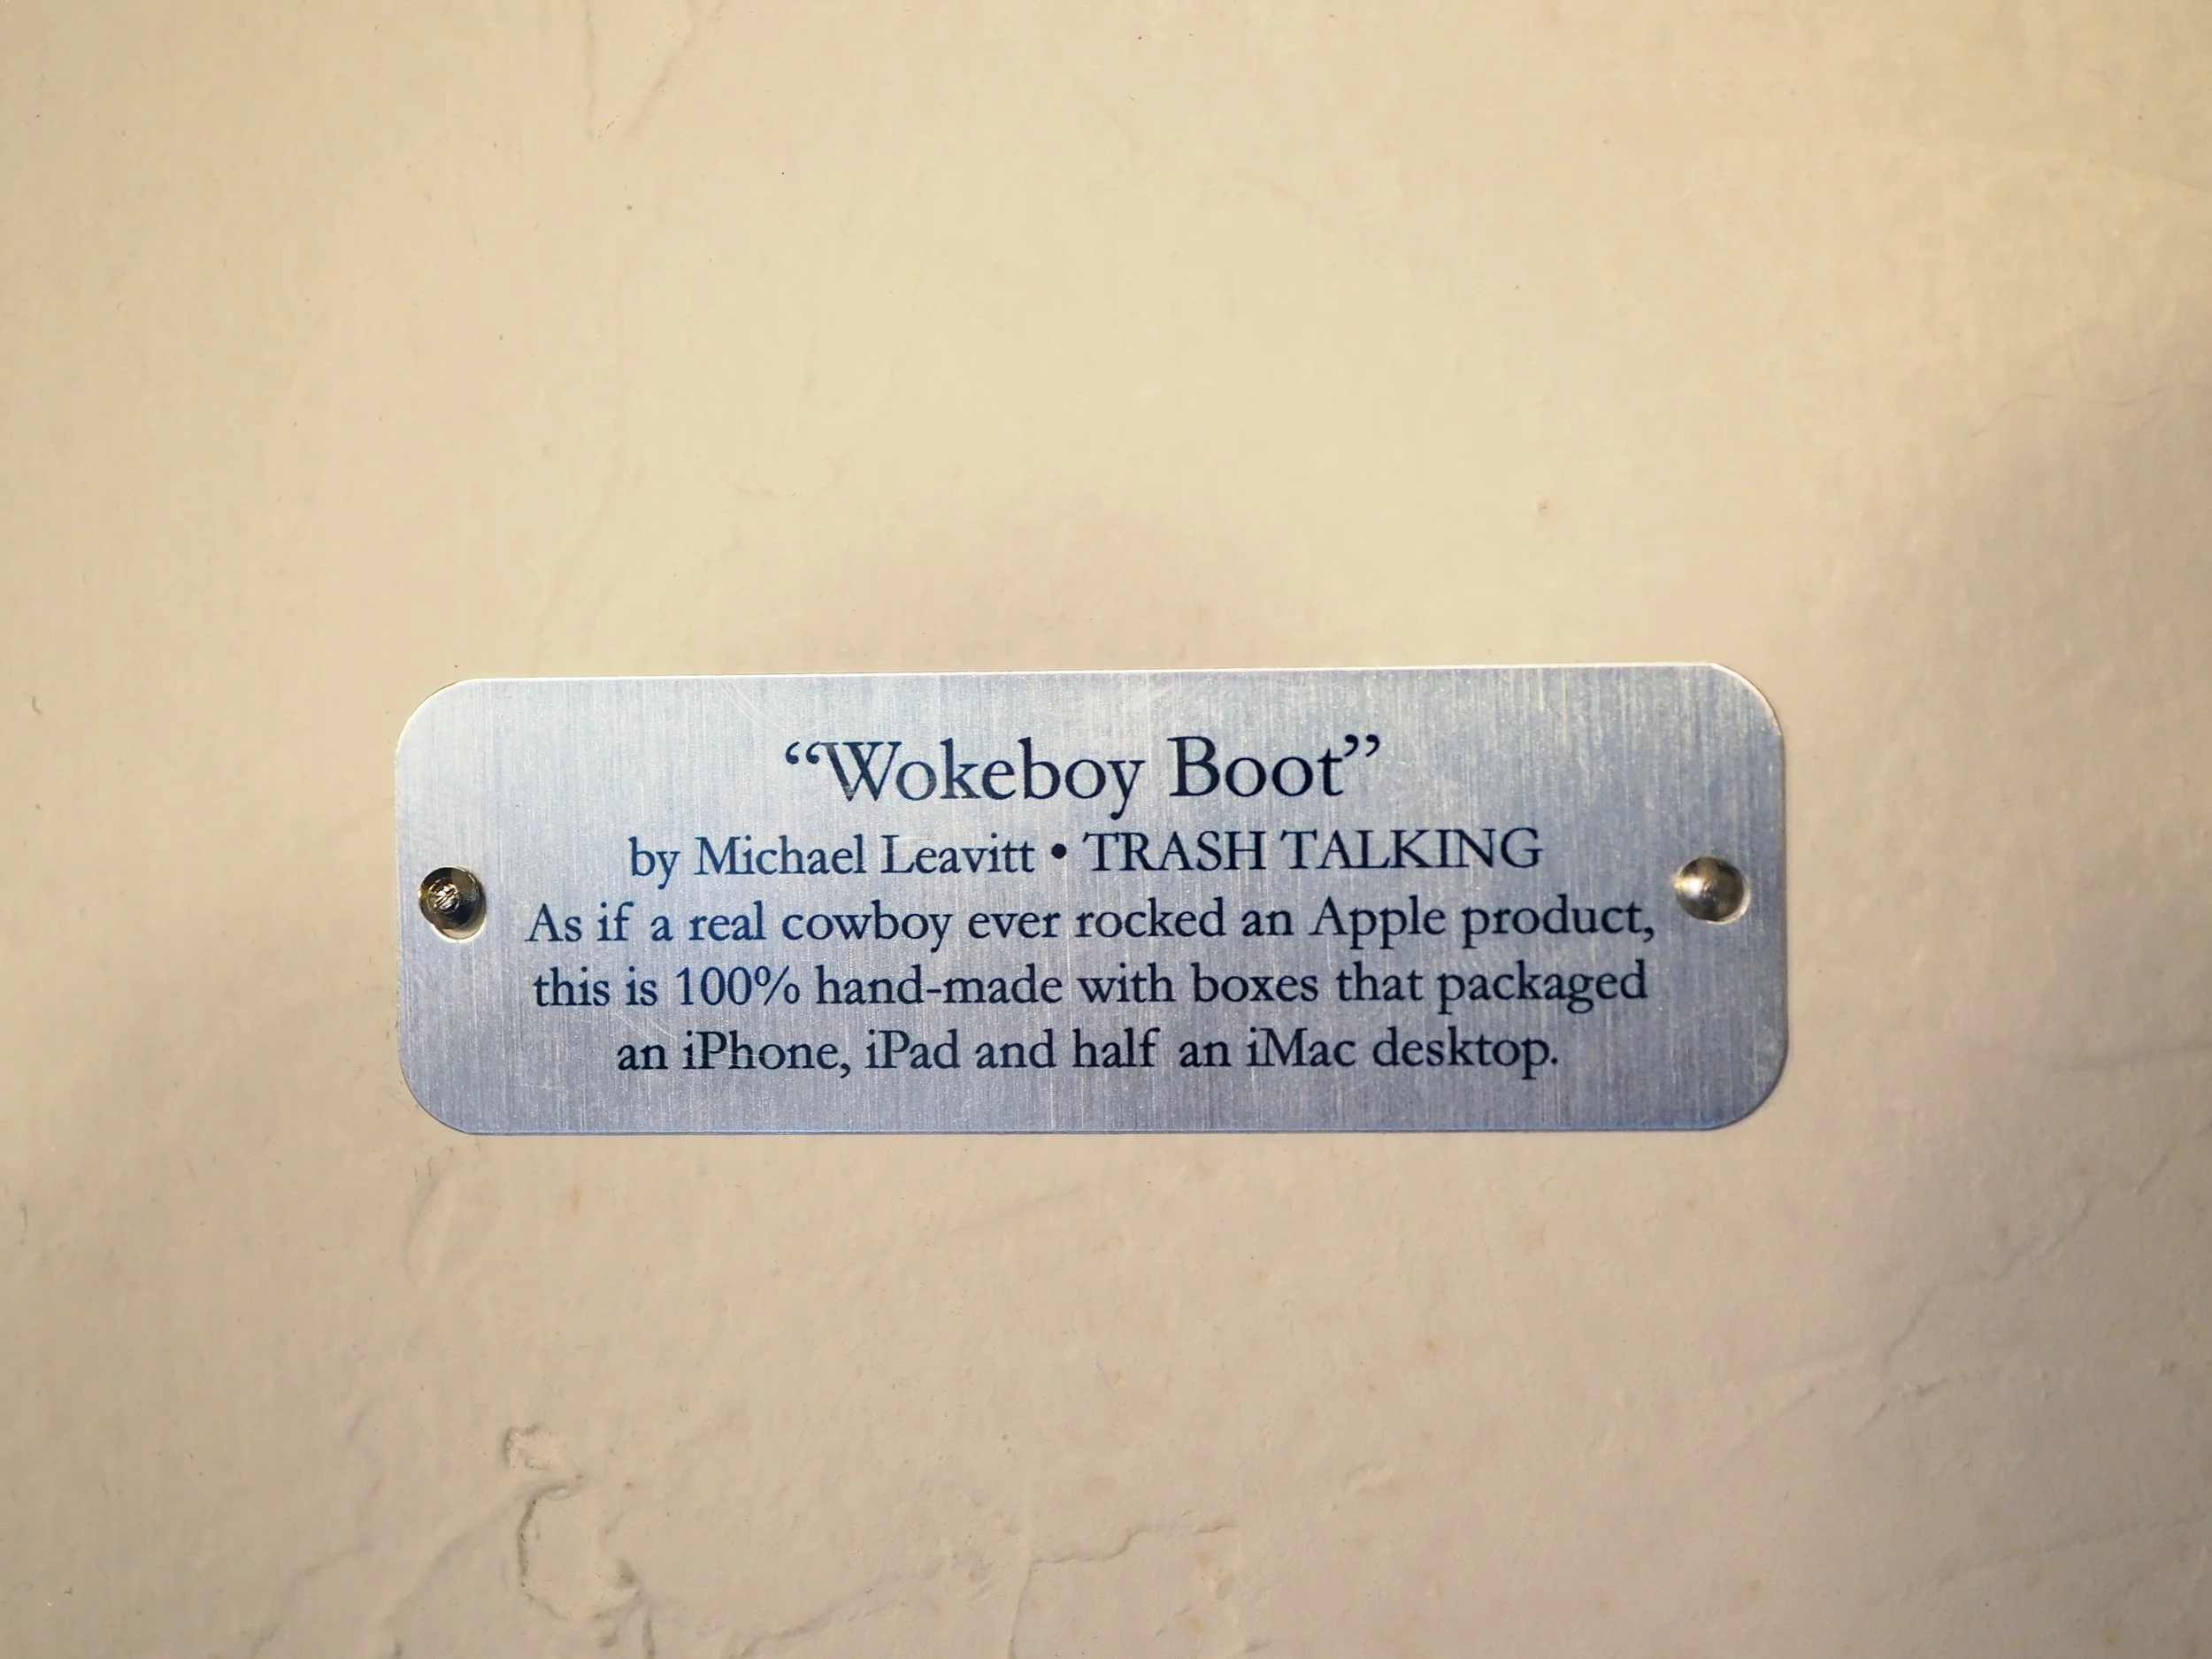 “Wokeboy Boot”
by Michael Leavitt • TRASH TALKING
As if a real cowboy ever rocked an Apple product,
this is 100% hand-made with boxes that packaged
an iPhone, iPad and half an iMac desktop.